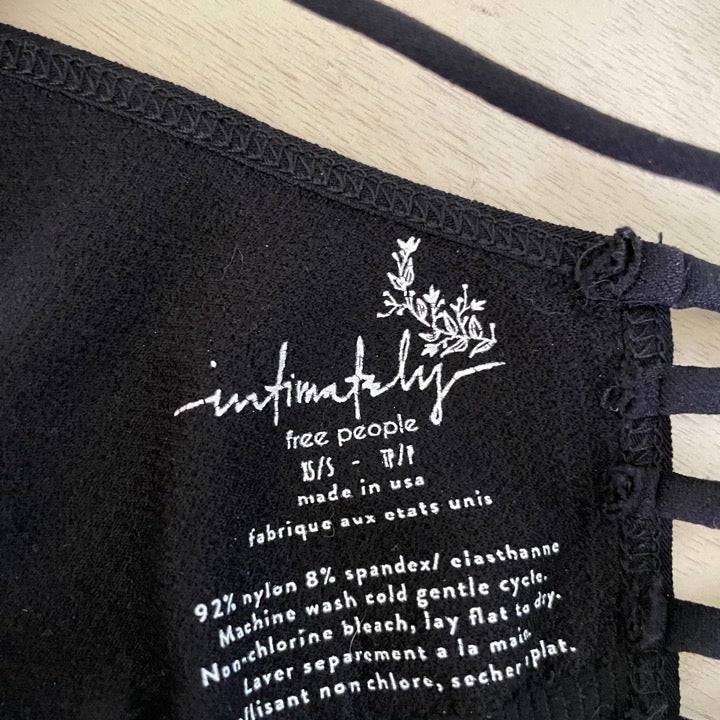 intimately
free people
XS/S - TP/P
made in usa
fabrique aux etats unis
92% nylon 8% spandex/ elasthanne
Machine wash cold gentle cycle.
Non-chlorine bleach, lay flat to dry.
Laver separement a la main
non chlore, secher plat.